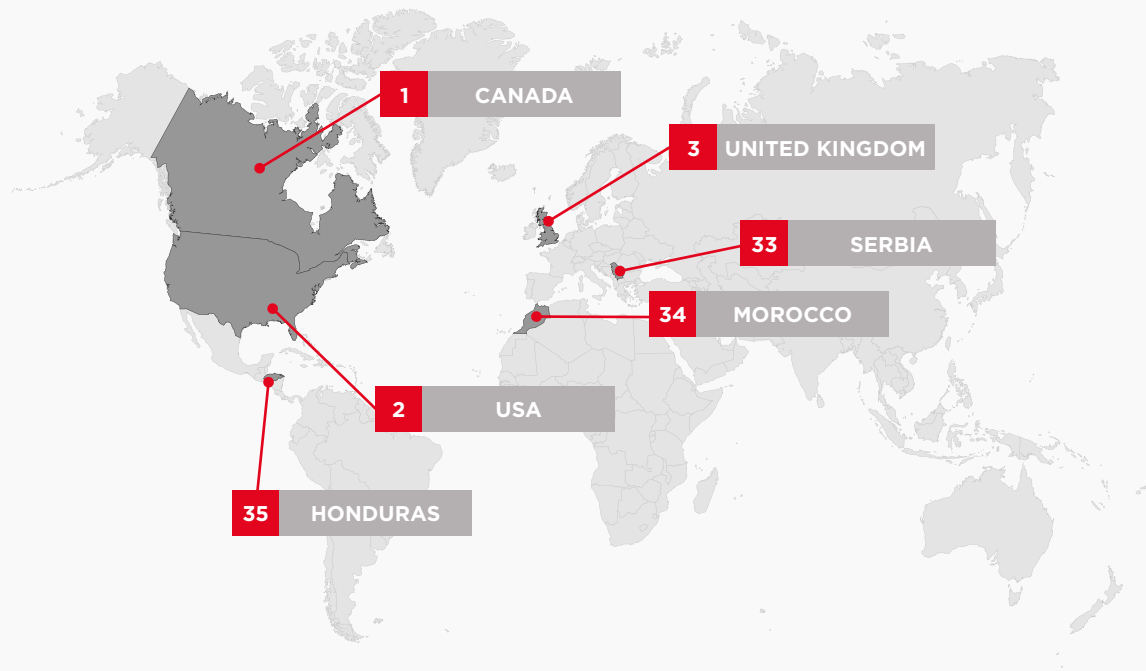 1 CANADA
3 UNITED KINGDOM
33 SERBIA
34 MOROCCO
2 USA
35 HONDURAS